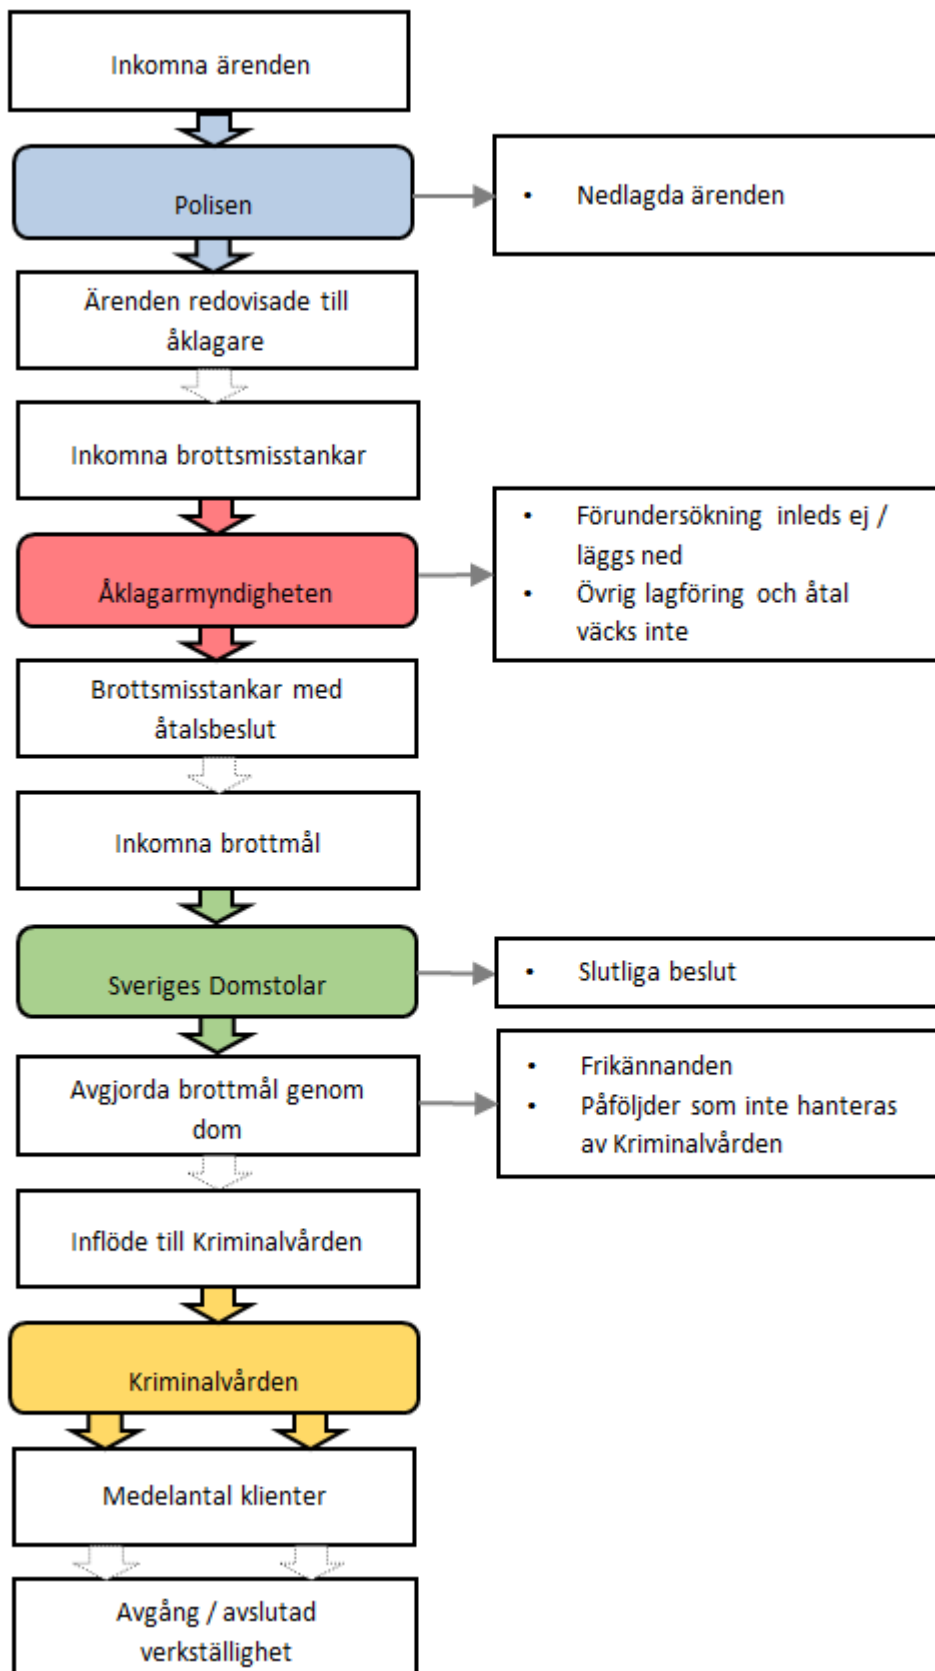 Inkomna ärenden
Polisen
• Nedlagda ärenden
Ärenden redovisade till
åklagare
Inkomna brottsmisstankar
Åklagarmyndigheten
• Förundersökning inleds ej /
läggs ned
• Övrig lagföring och åtal
väcks inte
Brottsmisstankar med
åtalsbeslut
Inkomna brottmål
Sveriges Domstolar
• Slutliga beslut
Avgjorda brottmål genom
dom
• Frikännanden
• Påföljder som inte hanteras
av Kriminalvården
Inflöde till Kriminalvården
Kriminalvården
Medelantal klienter
Avgång / avslutad
verkställighet